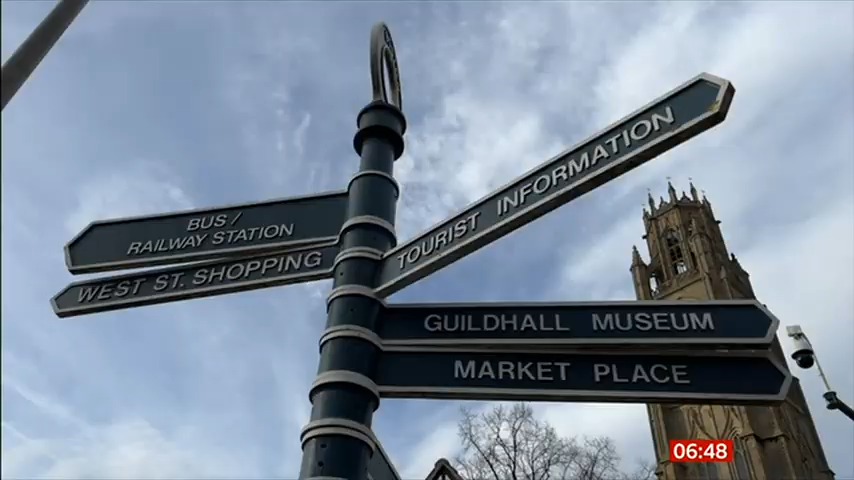 BUS /
RAILWAY STATION
WEST ST. SHOPPING
TOURIST INFORMATION
GUILDHALL MUSEUM
MARKET PLACE
06:48